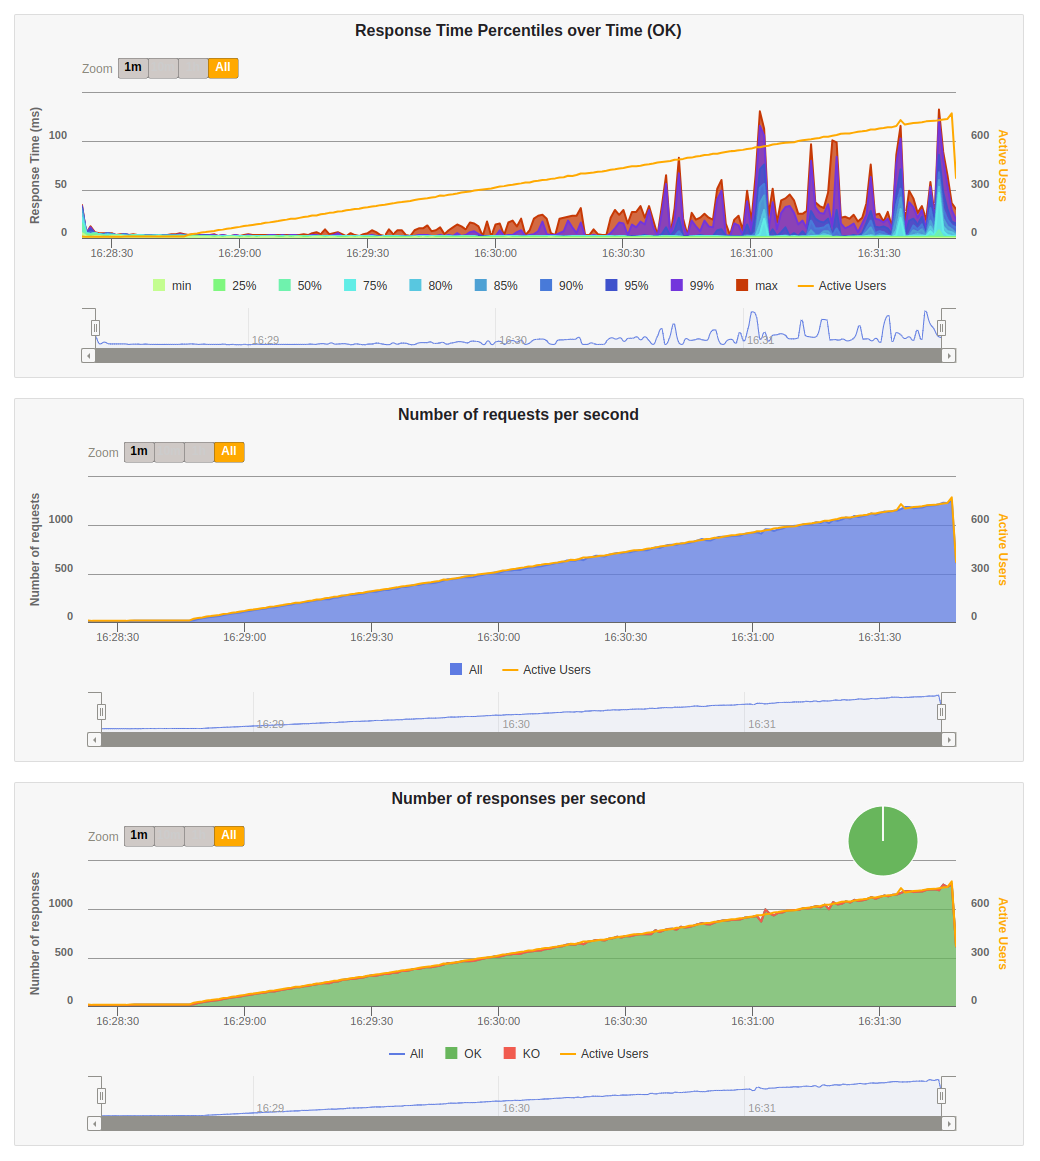 Response Time Percentiles over Time (OK)
Zoom 1m All
Response Time (ms)
100
50
0
600
300
0
Active Users
16:28:30 16:29:00 16:29:30 16:30:00 16:30:30 16:31:00 16:31:30
min 25% 50% 75% 80% 85% 90% 95% 99% max Active Users
16:29 16:30 16:31
Number of requests per second
Zoom 1m All
Number of requests
1000
500
0
600
300
0
Active Users
16:28:30 16:29:00 16:29:30 16:30:00 16:30:30 16:31:00 16:31:30
All Active Users
16:29 16:30 16:31
Number of responses per second
Zoom 1m All
Number of responses
1000
500
0
600
300
0
Active Users
16:28:30 16:29:00 16:29:30 16:30:00 16:30:30 16:31:00 16:31:30
All OK KO Active Users
16:29 16:30 16:31